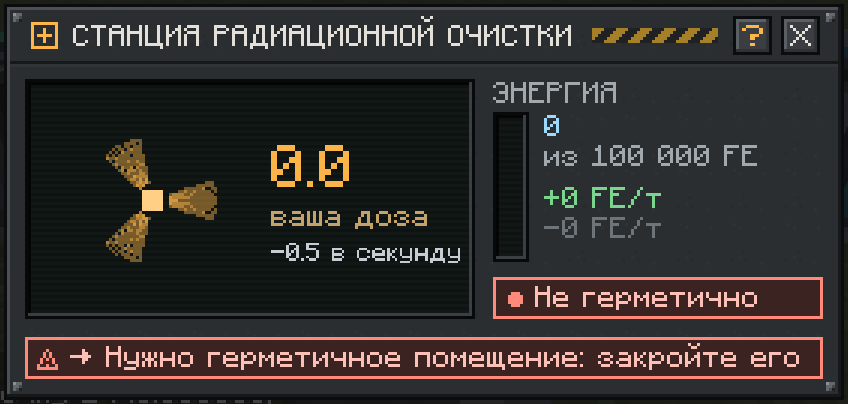 СТАНЦИЯ РАДИАЦИОННОЙ ОЧИСТКИ ?
0.0
ваша доза
-0.5 в секунду
ЭНЕРГИЯ
0
из 100 000 FE
+0 FE/т
-0 FE/т
Не герметично
→ Нужно герметичное помещение: закройте его